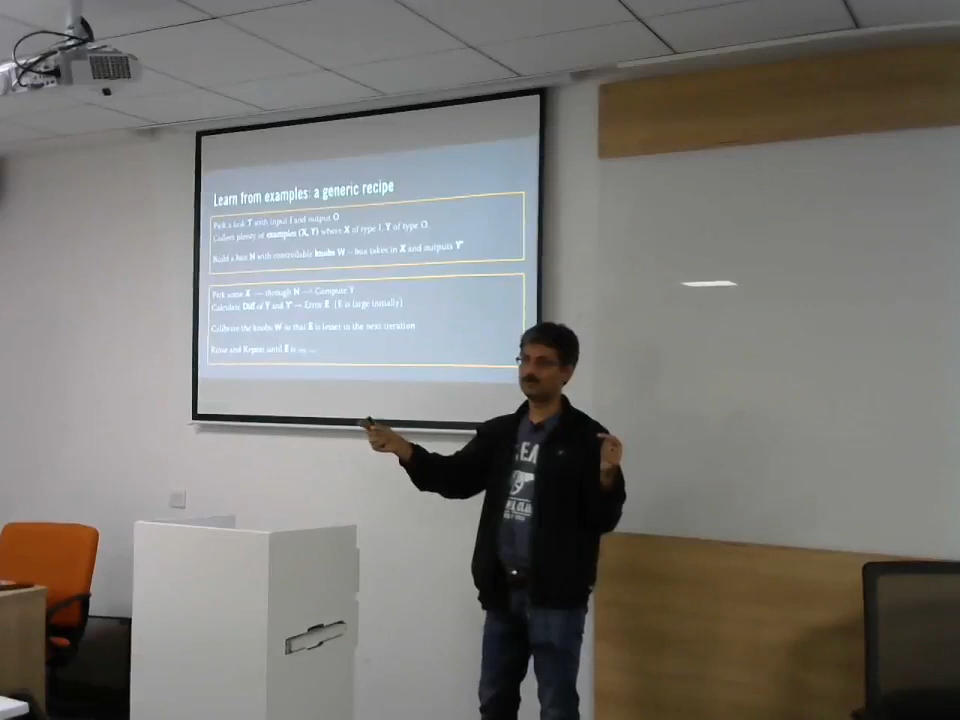 Learn from examples: a generic recipe
Pick a task T with input I and output O
Collect plenty of examples (X, Y) where X of type I, Y of type O.
Build a box N with controllable knobs W – box takes in X and outputs Y'
Pick some X –> through N –> Compute Y
Calculate Diff of Y and Y' – Error E (E is large initially)
Calibrate the knobs W so that E is lesser in the next iteration
Rinse and Repeat until E is